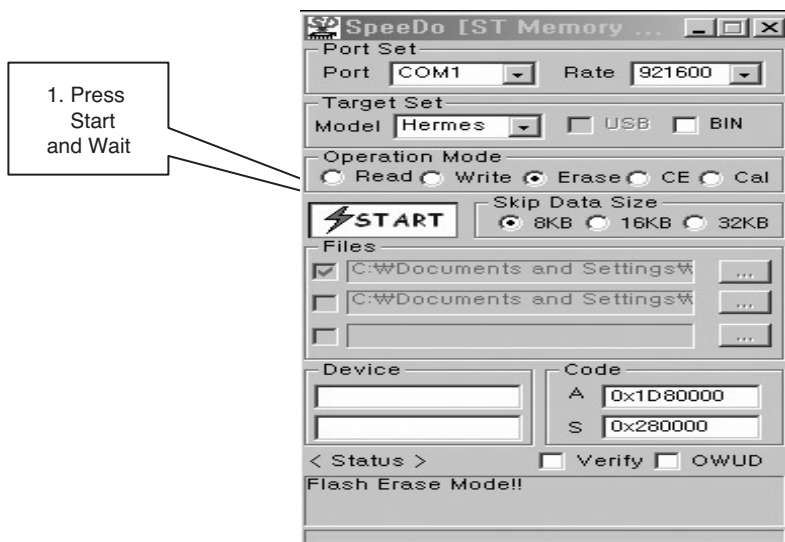 1. Press
Start
and Wait
SpeeDo [ST Memory ...
Port Set
Port COM1 Rate 921600
Target Set
Model Hermes USB BIN
Operation Mode
Read Write Erase CE Cal
START
Skip Data Size
8KB 16KB 32KB
Files
C:₩Documents and Settings₩
...
C:₩Documents and Settings₩
...
...
Device
Code
A 0x1D80000
S 0x280000
< Status > Verify OWUD
Flash Erase Mode!!